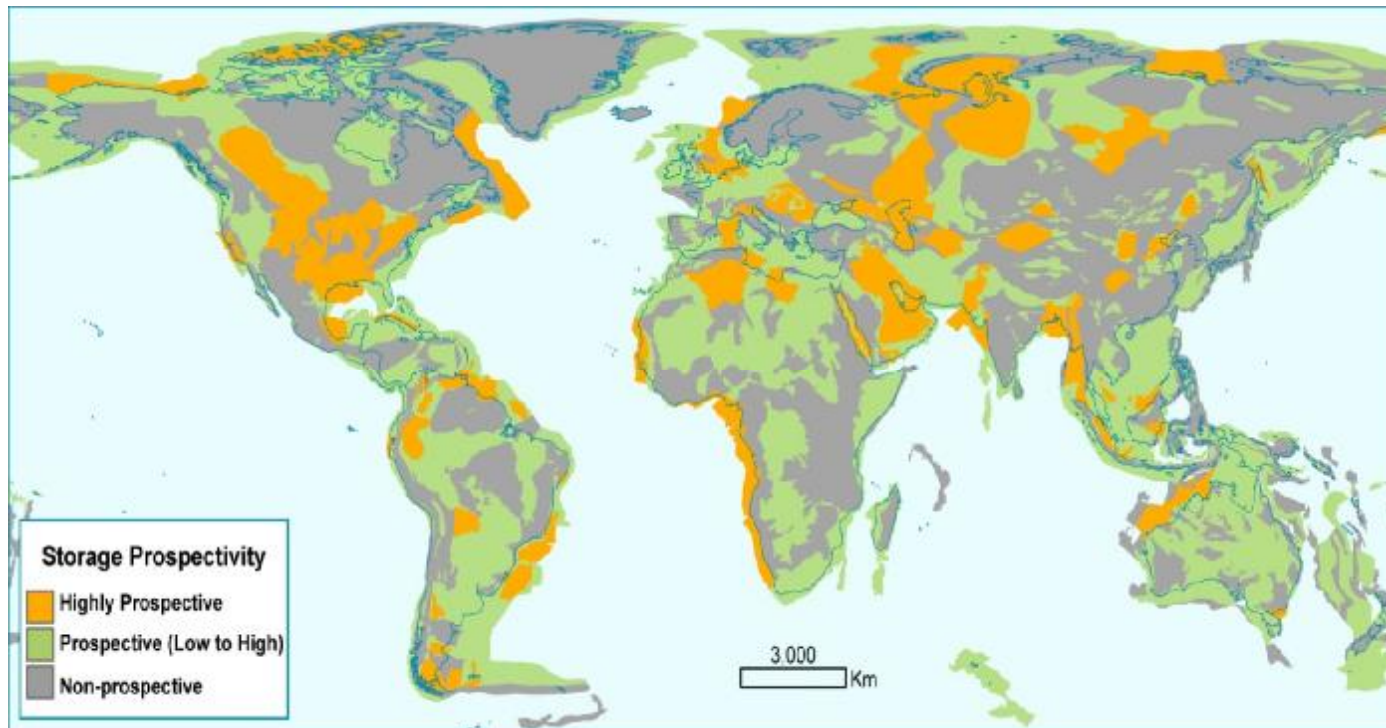 Storage Prospectivity
Highly Prospective
Prospective (Low to High)
Non-prospective
3.000
Km